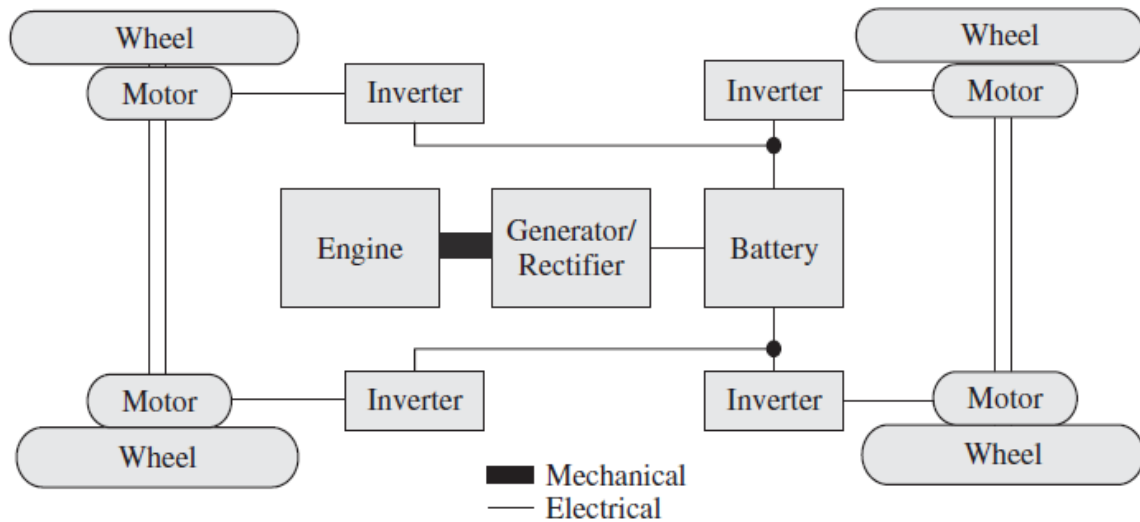 Wheel
Wheel
Motor
Inverter
Inverter
Motor
Engine
Generator/
Rectifier
Battery
Motor
Inverter
Inverter
Motor
Wheel
Wheel
Mechanical
Electrical